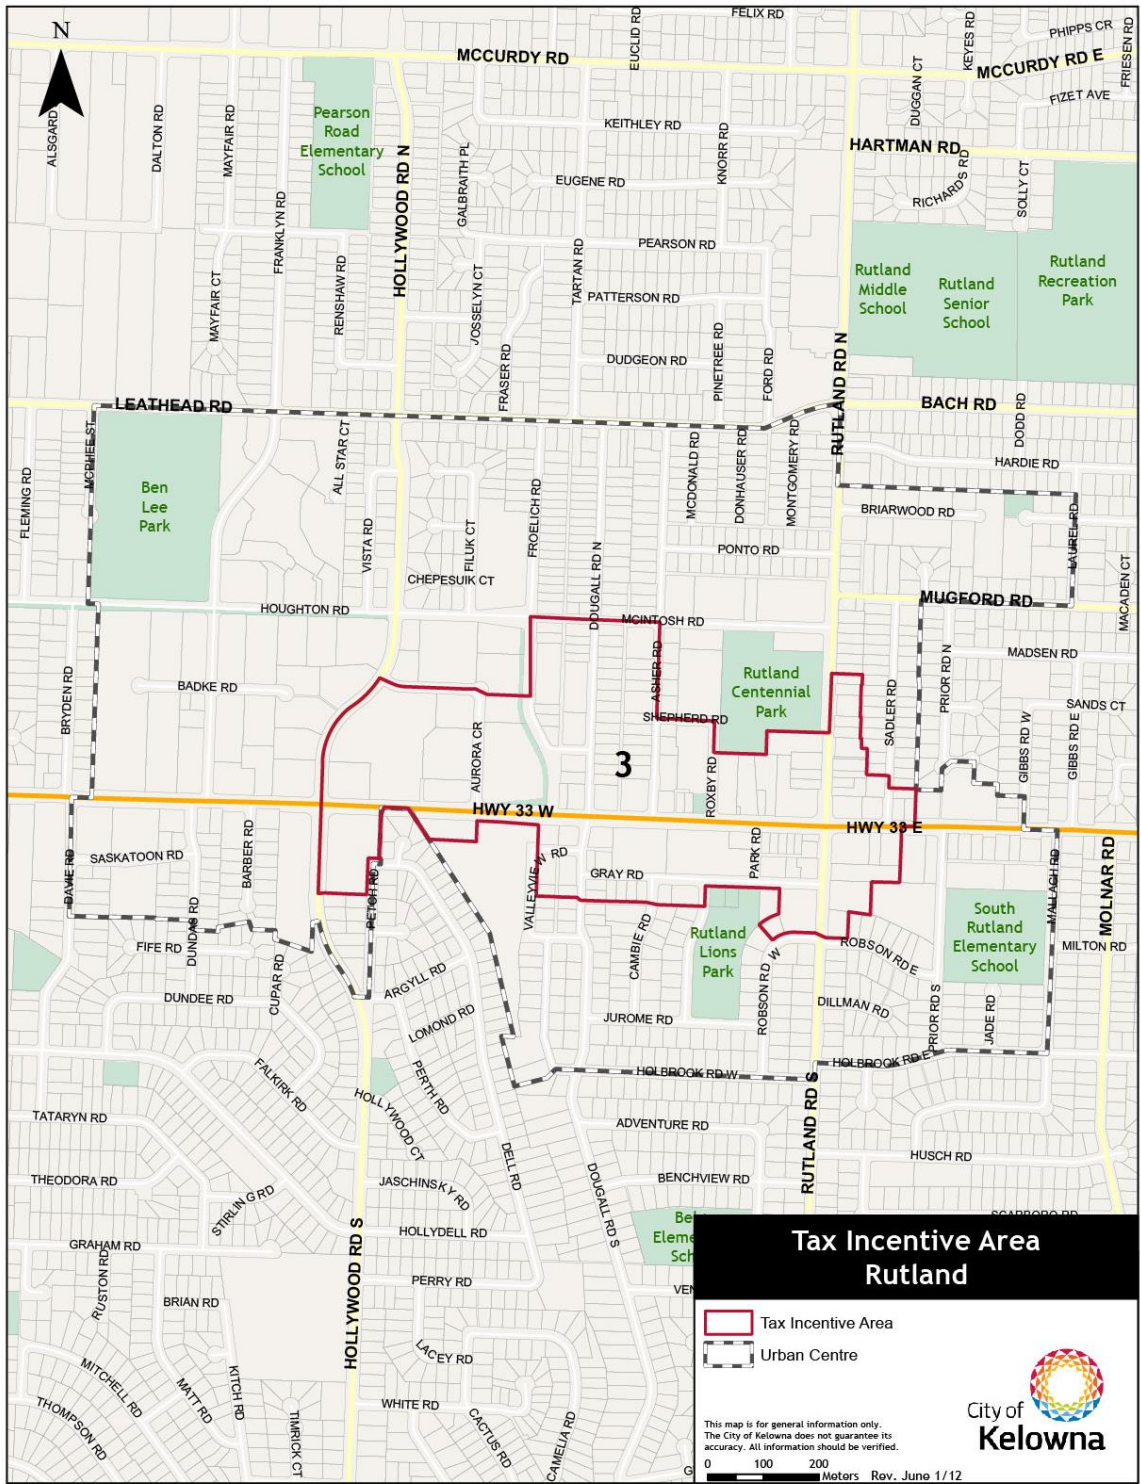 FELIX RD
EUCLID RD
KEYES RD
PHIPPS CR
FRIESEN RD
N
MCCURDY RD
MCCURDY RD E
DUGGAN CT
FIZET AVE
ALSGARD
DALTON RD
MAYFAIR RD
Pearson
Road
Elementary
School
KEITHLEY RD
KNORR RD
HARTMAN RD
HOLLYWOOD RD N
GALBRAITH PL
EUGENE RD
RICHARDS RD
SOLLY CT
FRANKLYN RD
PEARSON RD
TARTAN RD
Rutland
Middle
School
Rutland
Senior
School
Rutland
Recreation
Park
MAYFAIR CT
RENSHAW RD
JOSSELYN CT
PATTERSON RD
FRASER RD
DUDGEON RD
PINETREE RD
FORD RD
RUTLAND RD N
LEATHEAD RD
BACH RD
DODD RD
MCPHEE ST
ALL STAR CT
MCDONALD RD
DONHAUSER RD
MONTGOMERY RD
HARDIE RD
FLEMING RD
Ben
Lee
Park
VISTA RD
FILUK CT
FROELICH RD
BRIARWOOD RD
LAUREL RD
PONTO RD
CHEPESUIK CT
DOUGALL RD N
HOUGHTON RD
MCINTOSH RD
MUGFORD RD
MACADEN CT
BRYDEN RD
BADKE RD
ASHER RD
Rutland
Centennial
Park
SHEPHERD RD
SADLER RD
PRIOR RD N
MADSEN RD
SANDS CT
GIBBS RD W
GIBBS RD E
AURORA CR
3
ROXBY RD
HWY 33 W
HWY 33 E
SASKATOON RD
DAVIE RD
BARBER RD
PETCH RD
VALLEYVIEW RD
GRAY RD
PARK RD
MALLACH RD
MOLNAR RD
DUNDAS RD
FIFE RD
CUPAR RD
CAMBIE RD
Rutland
Lions
Park
ROBSON RD W
ROBSON RD E
South
Rutland
Elementary
School
MILTON RD
DUNDEE RD
ARGYLL RD
LOMOND RD
JUROME RD
DILLMAN RD
PRIOR RD S
JADE RD
FALKIRK RD
PERTH RD
HOLBROOK RD W
HOLBROOK RD E
TATARYN RD
HOLLYWOOD CT
ADVENTURE RD
RUTLAND RD S
HUSCH RD
THEODORA RD
DELL RD
JASCHINSKY RD
DOUGALL RD S
BENCHVIEW RD
STIRLING RD
SCARBORO RD
HOLLYWOOD RD S
HOLLYDELL RD
GRAHAM RD
RUSTON RD
PERRY RD
BRIAN RD
LACEY RD
MITCHELL RD
MATT RD
KITCH RD
THOMPSON RD
TIMRICK CT
WHITE RD
CACTUS RD
CAMELIA RD
Tax Incentive Area
Rutland
Tax Incentive Area
Urban Centre
This map is for general information only.
The City of Kelowna does not guarantee its
accuracy. All information should be verified.
City of
Kelowna
0 100 200
Meters Rev. June 1/12